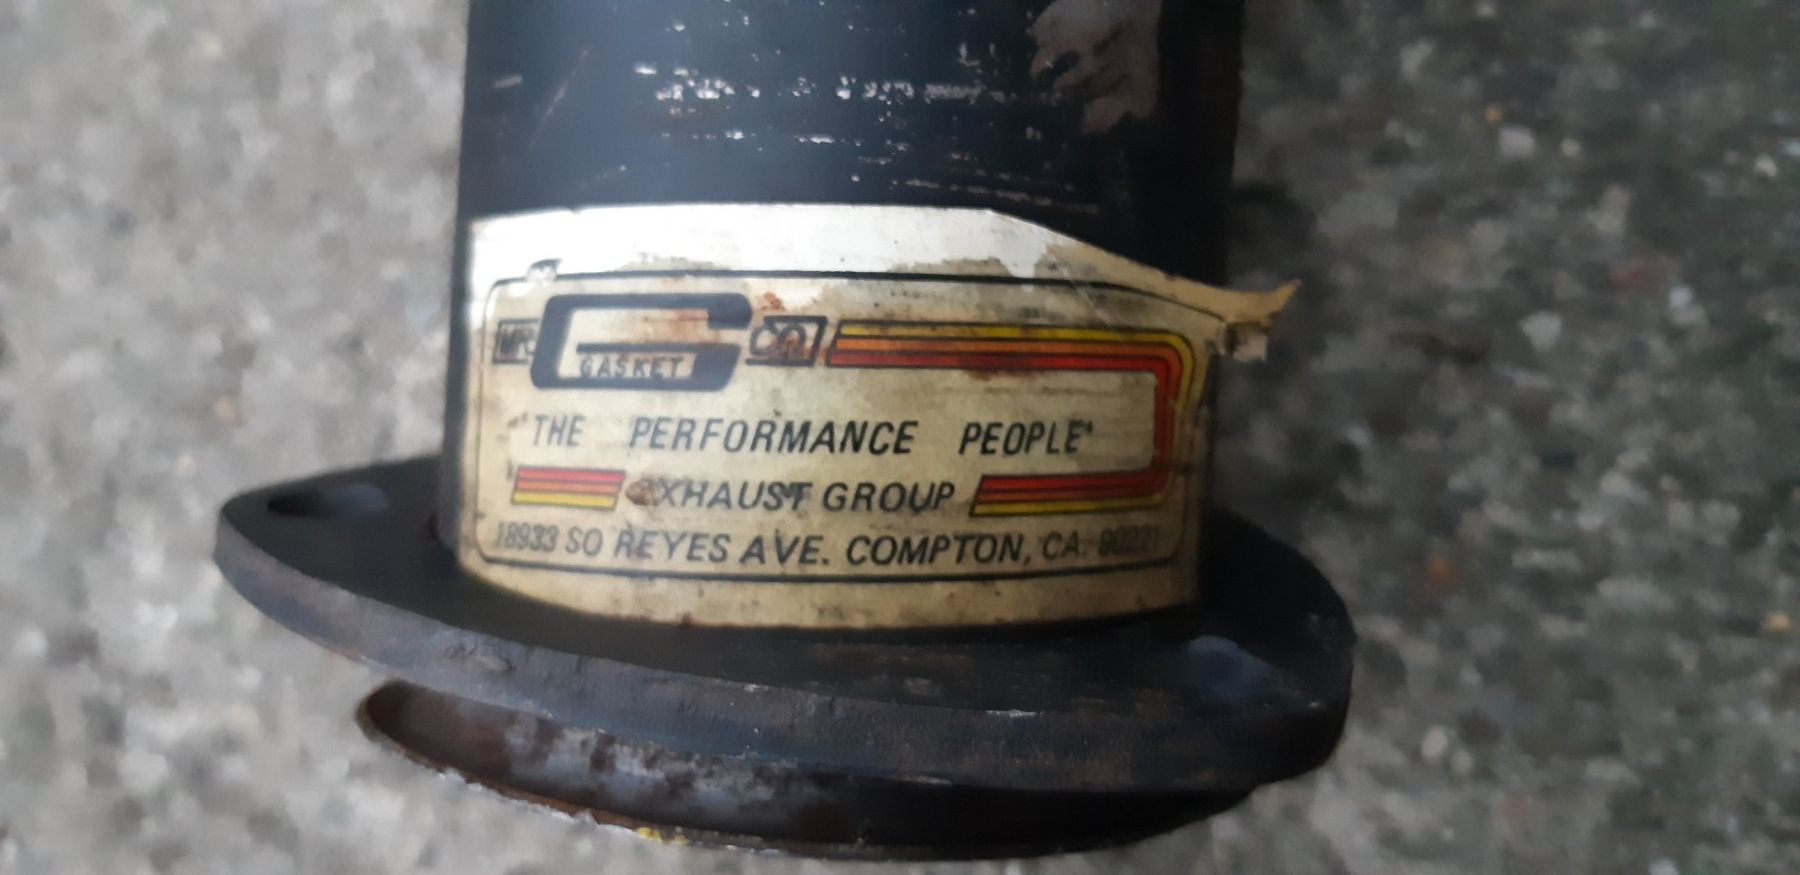 MR. GASKET CO.
"THE PERFORMANCE PEOPLE"
EXHAUST GROUP
18933 SO REYES AVE. COMPTON, CA. 90221